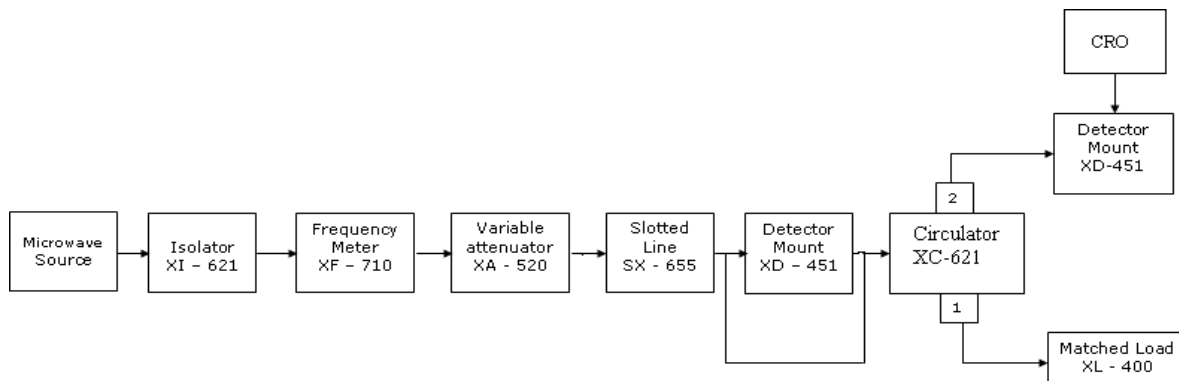 CRO
Detector
Mount
XD-451
2
Microwave
Source
Isolator
XI - 621
Frequency
Meter
XF - 710
Variable
attenuator
XA - 520
Slotted
Line
SX - 655
Detector
Mount
XD - 451
Circulator
XC-621
1
Matched Load
XL - 400